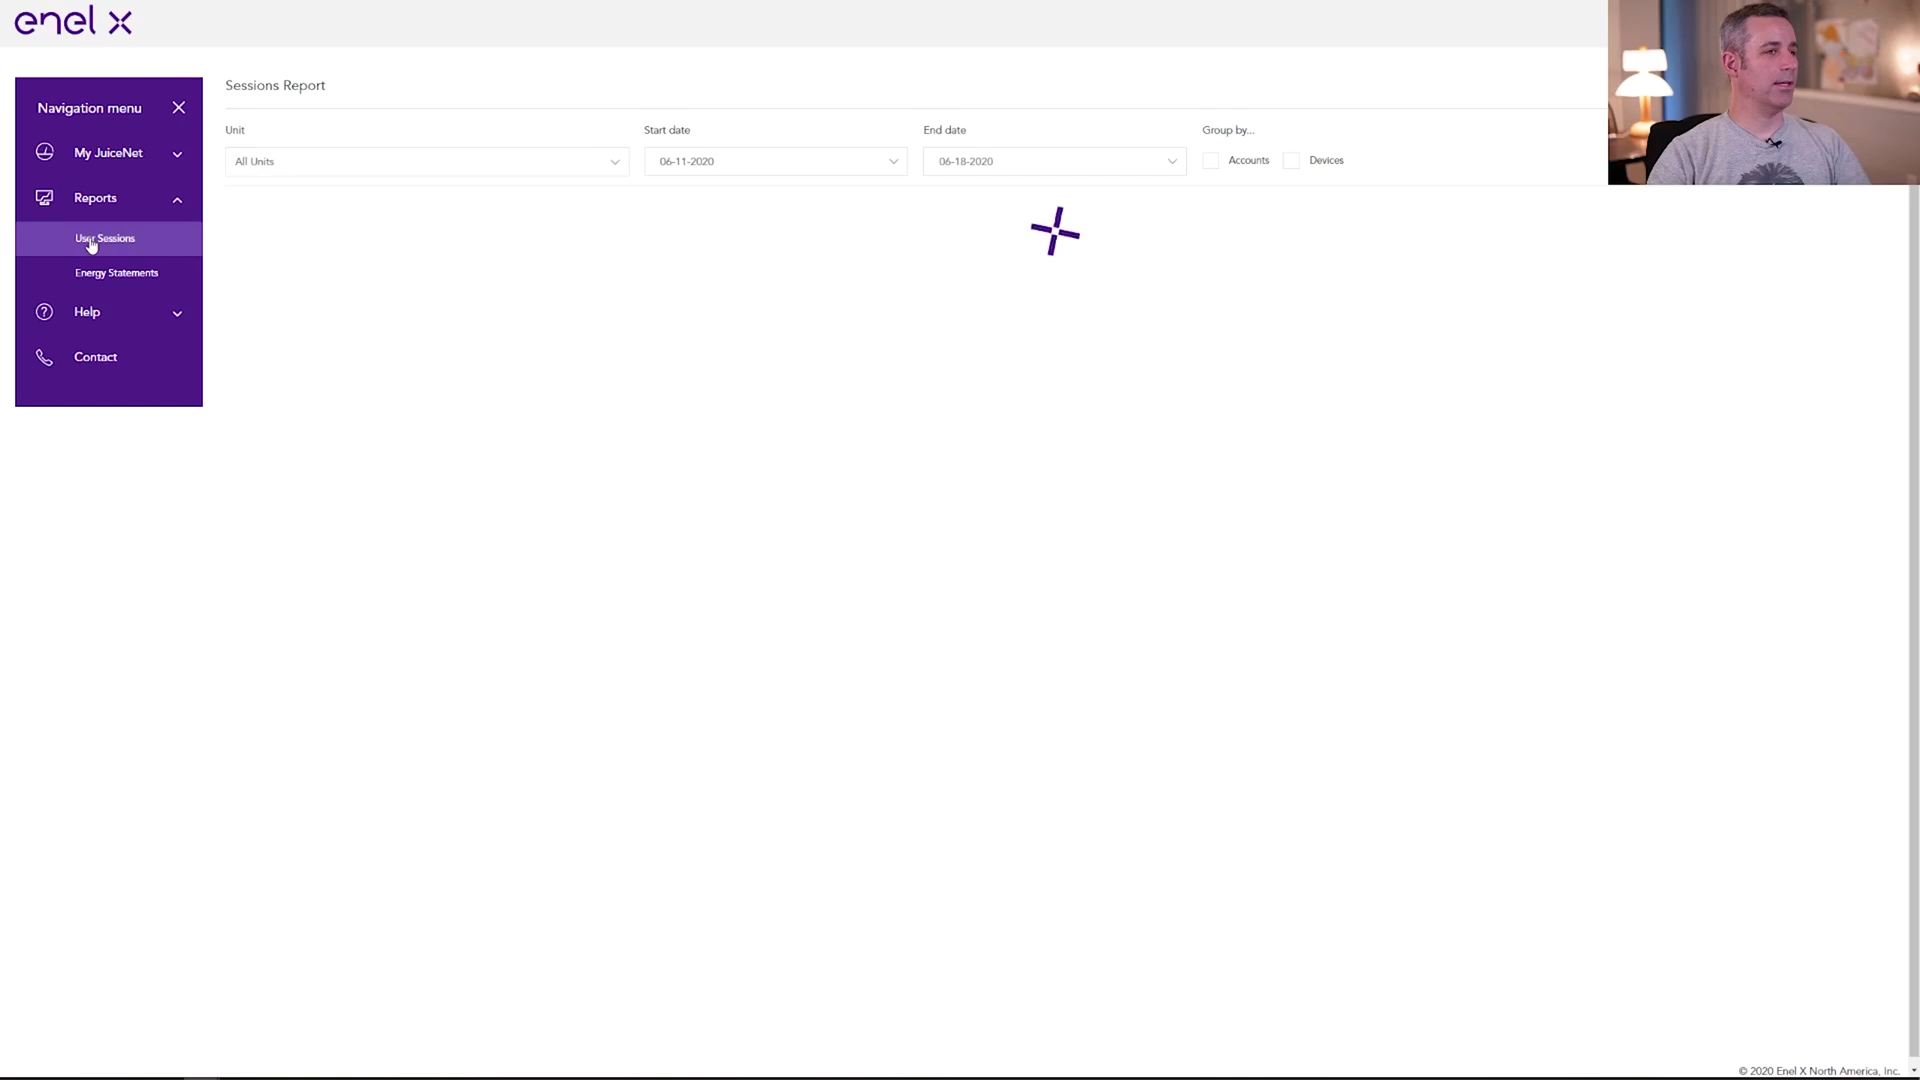 enel x
Navigation menu
My JuiceNet
Reports
User Sessions
Energy Statements
Help
Contact
Sessions Report
Unit
Start date
End date
Group by...
All Units
06-11-2020
06-18-2020
Accounts
Devices
© 2020 Enel X North America, Inc.